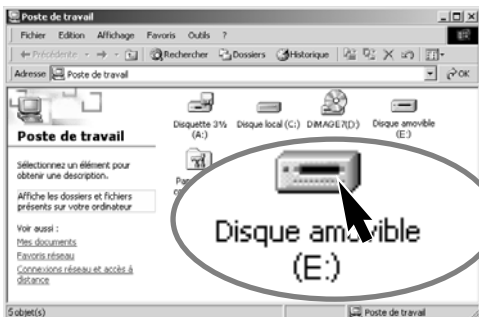 Poste de travail
Fichier Edition Affichage Favoris Outils ?
Précédente Rechercher Dossiers Historique
Adresse Poste de travail OK
Poste de travail
Sélectionnez un élément pour
obtenir une description.
Affiche les dossiers et fichiers
présents sur votre ordinateur
Voir aussi :
Mes documents
Favoris réseau
Connexions réseau et accès à
distance
Disquette 3½
(A:)
Disque local (C:)
DiMAGE7(D:)
Disque amovible
(E:)
Disque amovible
(E:)
5 objet(s)
Poste de travail